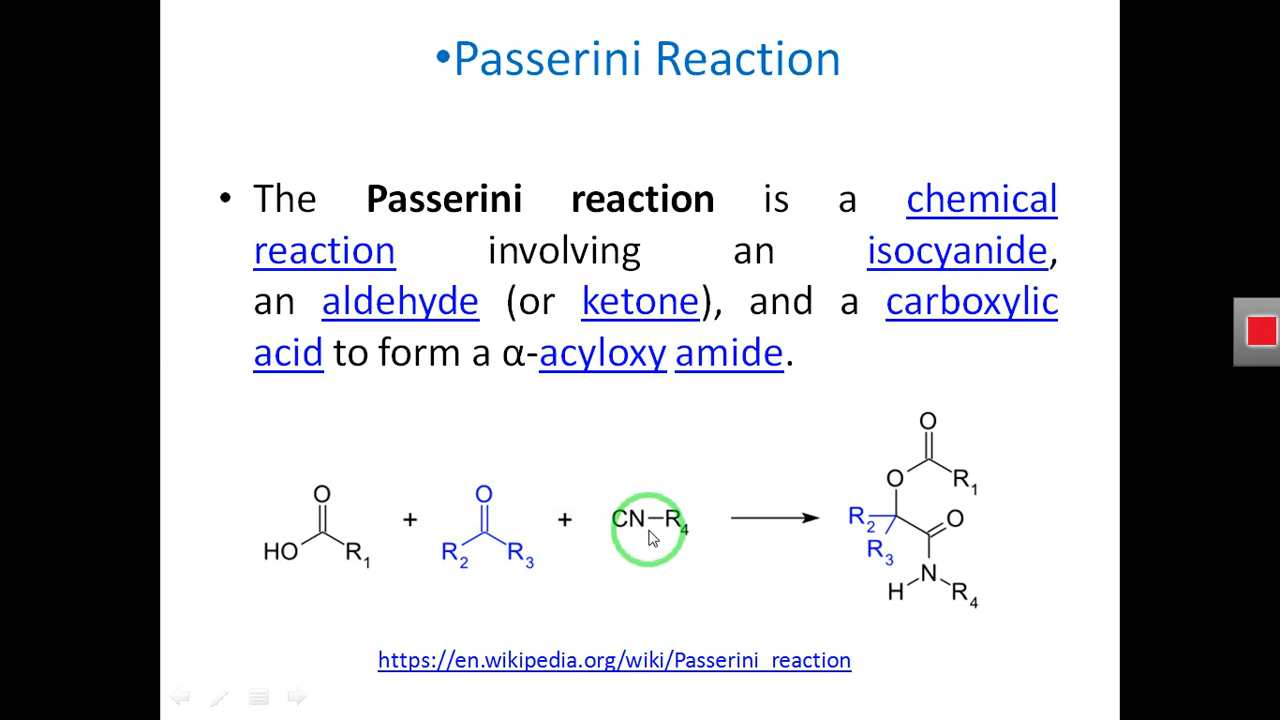 •Passerini Reaction
• The Passerini reaction is a chemical
reaction involving an isocyanide,
an aldehyde (or ketone), and a carboxylic
acid to form a α-acyloxy amide.
O
HO R1
+
O
R2 R3
+
CN R4
O
O R1
R2 O
R3
N
H R4
https://en.wikipedia.org/wiki/Passerini_reaction